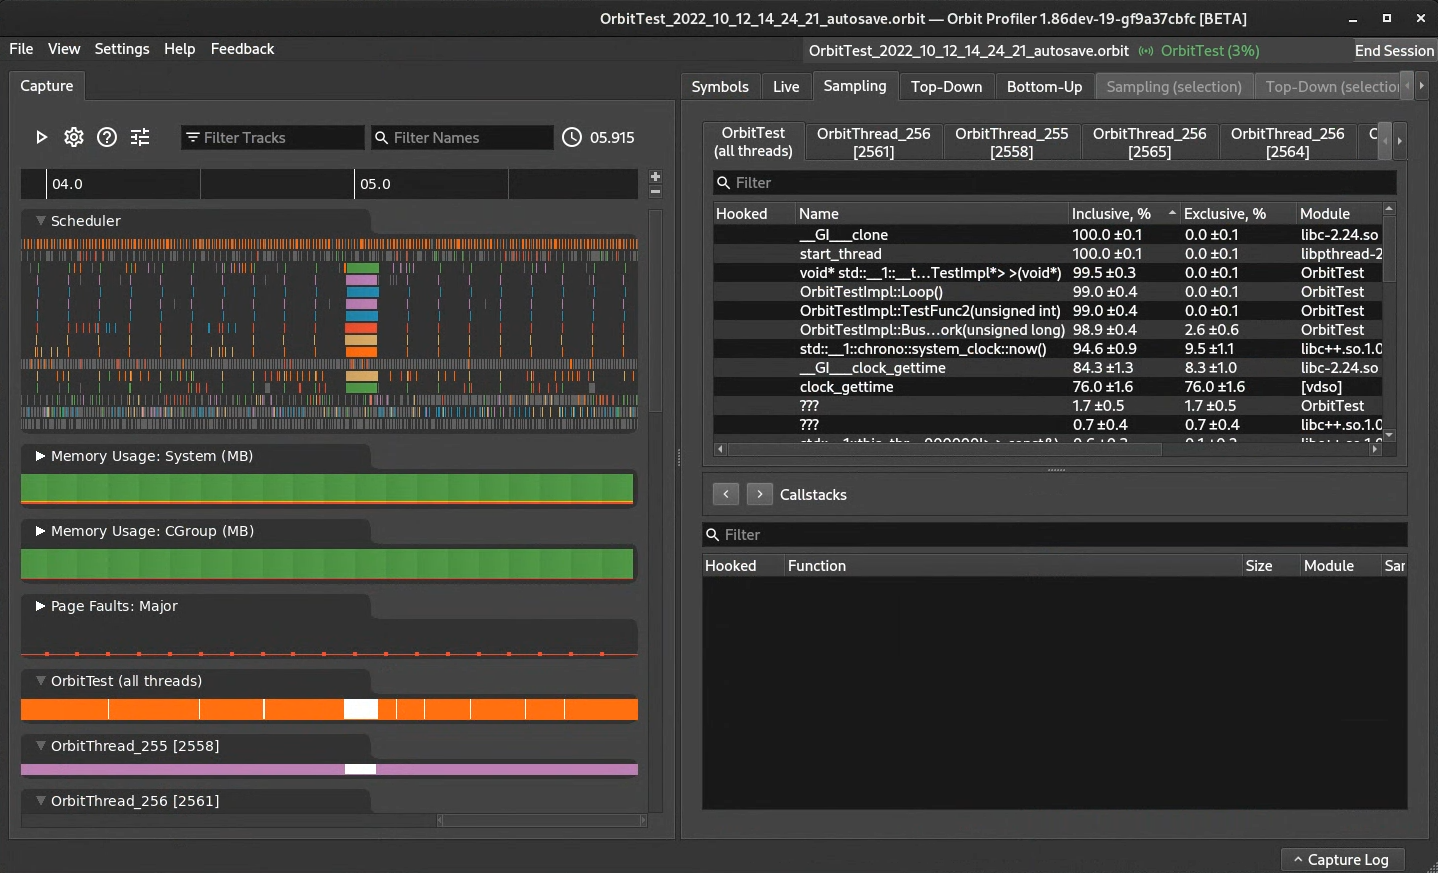 OrbitTest_2022_10_12_14_24_21_autosave.orbit — Orbit Profiler 1.86dev-19-gf9a37cbfc [BETA]
File View Settings Help Feedback
OrbitTest_2022_10_12_14_24_21_autosave.orbit OrbitTest (3%) End Session
Capture
Symbols Live Sampling Top-Down Bottom-Up Sampling (selection) Top-Down (selection
Filter Tracks Filter Names 05.915
04.0 05.0
Scheduler
Memory Usage: System (MB)
Memory Usage: CGroup (MB)
Page Faults: Major
OrbitTest (all threads)
OrbitThread_255 [2558]
OrbitThread_256 [2561]
OrbitTest
(all threads)
OrbitThread_256
[2561]
OrbitThread_255
[2558]
OrbitThread_256
[2565]
OrbitThread_256
[2564]
Filter
Hooked Name Inclusive, % Exclusive, % Module
__GI___clone 100.0 ±0.1 0.0 ±0.1 libc-2.24.so
start_thread 100.0 ±0.1 0.0 ±0.1 libpthread-2
void* std::__1::__t...TestImpl*> >(void*) 99.5 ±0.3 0.0 ±0.1 OrbitTest
OrbitTestImpl::Loop() 99.0 ±0.4 0.0 ±0.1 OrbitTest
OrbitTestImpl::TestFunc2(unsigned int) 99.0 ±0.4 0.0 ±0.1 OrbitTest
OrbitTestImpl::Bus...ork(unsigned long) 98.9 ±0.4 2.6 ±0.6 OrbitTest
std::__1::chrono::system_clock::now() 94.6 ±0.9 9.5 ±1.1 libc++.so.1.0
__GI___clock_gettime 84.3 ±1.3 8.3 ±1.0 libc-2.24.so
clock_gettime 76.0 ±1.6 76.0 ±1.6 [vdso]
??? 1.7 ±0.5 1.7 ±0.5 OrbitTest
??? 0.7 ±0.4 0.7 ±0.4 libc++.so.1.0
Callstacks
Filter
Hooked Function Size Module
Capture Log